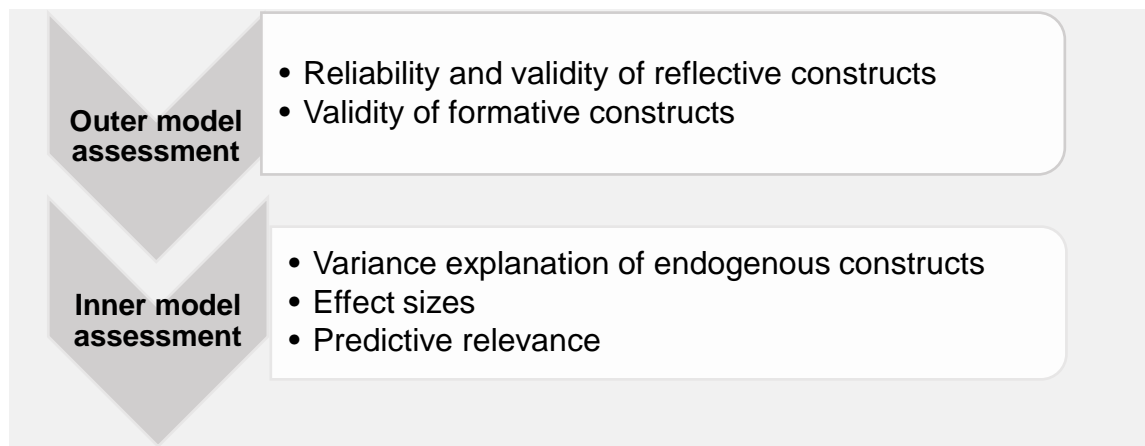 Outer model
assessment
• Reliability and validity of reflective constructs
• Validity of formative constructs
Inner model
assessment
• Variance explanation of endogenous constructs
• Effect sizes
• Predictive relevance